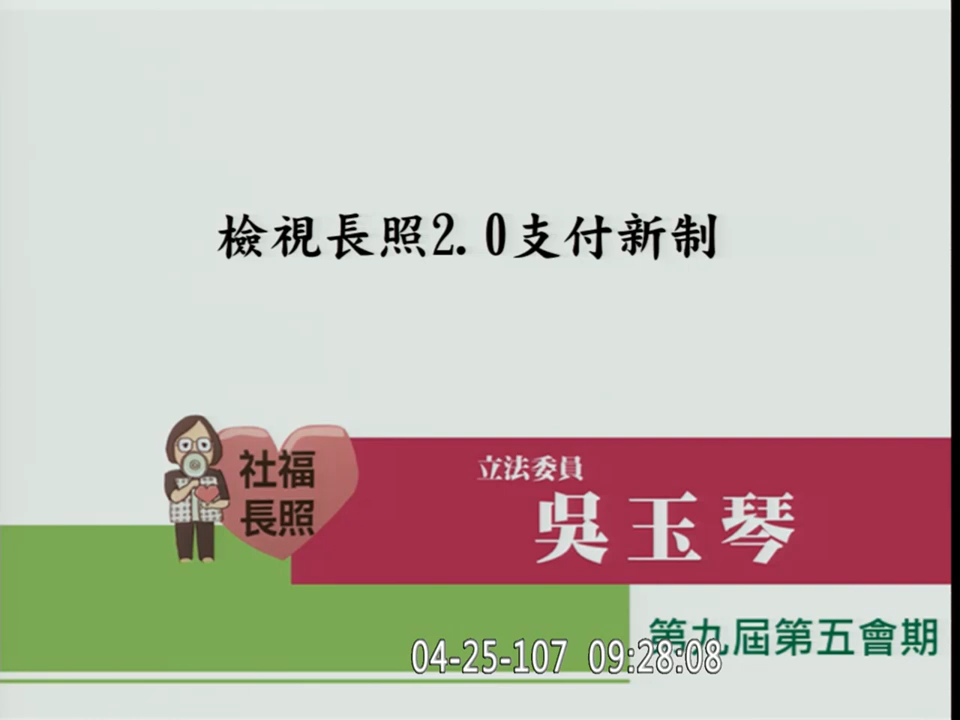 檢視長照2.0支付新制
社福
長照
立法委員
吳玉琴
第九屆第五會期
04-25-107 09:28:08